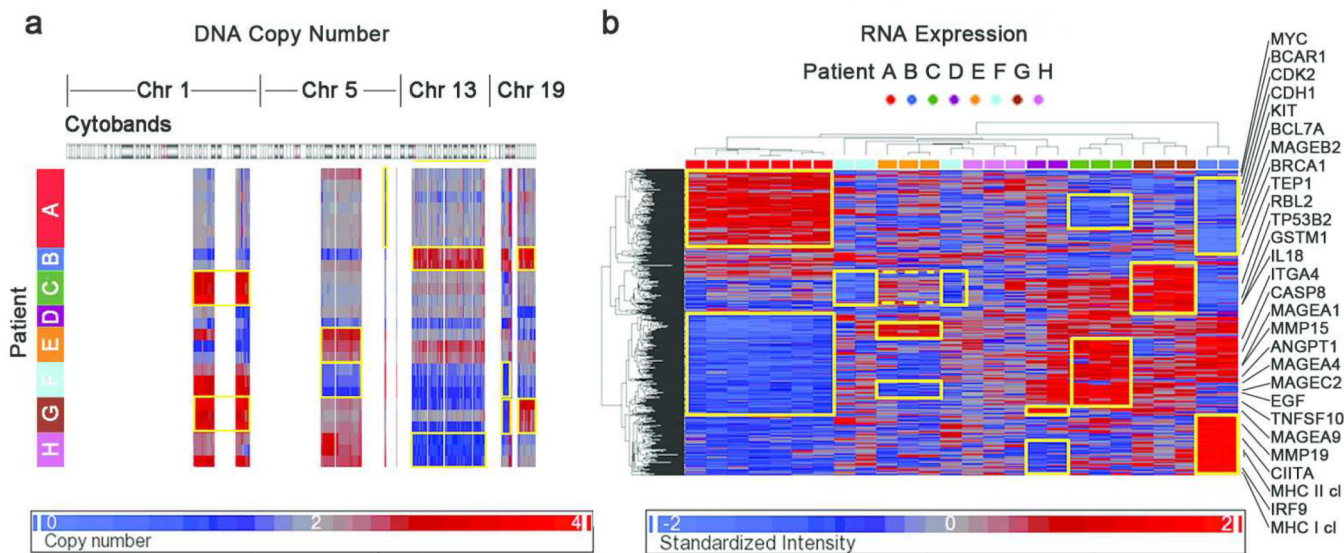 a
DNA Copy Number
Chr 1
Chr 5
Chr 13
Chr 19
Cytobands
Patient
A
B
C
D
E
F
G
H
0 2 4
Copy number
b
RNA Expression
Patient A B C D E F G H
MYC
BCAR1
CDK2
CDH1
KIT
BCL7A
MAGEB2
BRCA1
TEP1
RBL2
TP53B2
GSTM1
IL18
ITGA4
CASP8
MAGEA1
MMP15
ANGPT1
MAGEA4
MAGEC2
EGF
TNFSF10
MAGEA9
MMP19
CIITA
MHC II cl
IRF9
MHC I cl
-2 0 2
Standardized Intensity